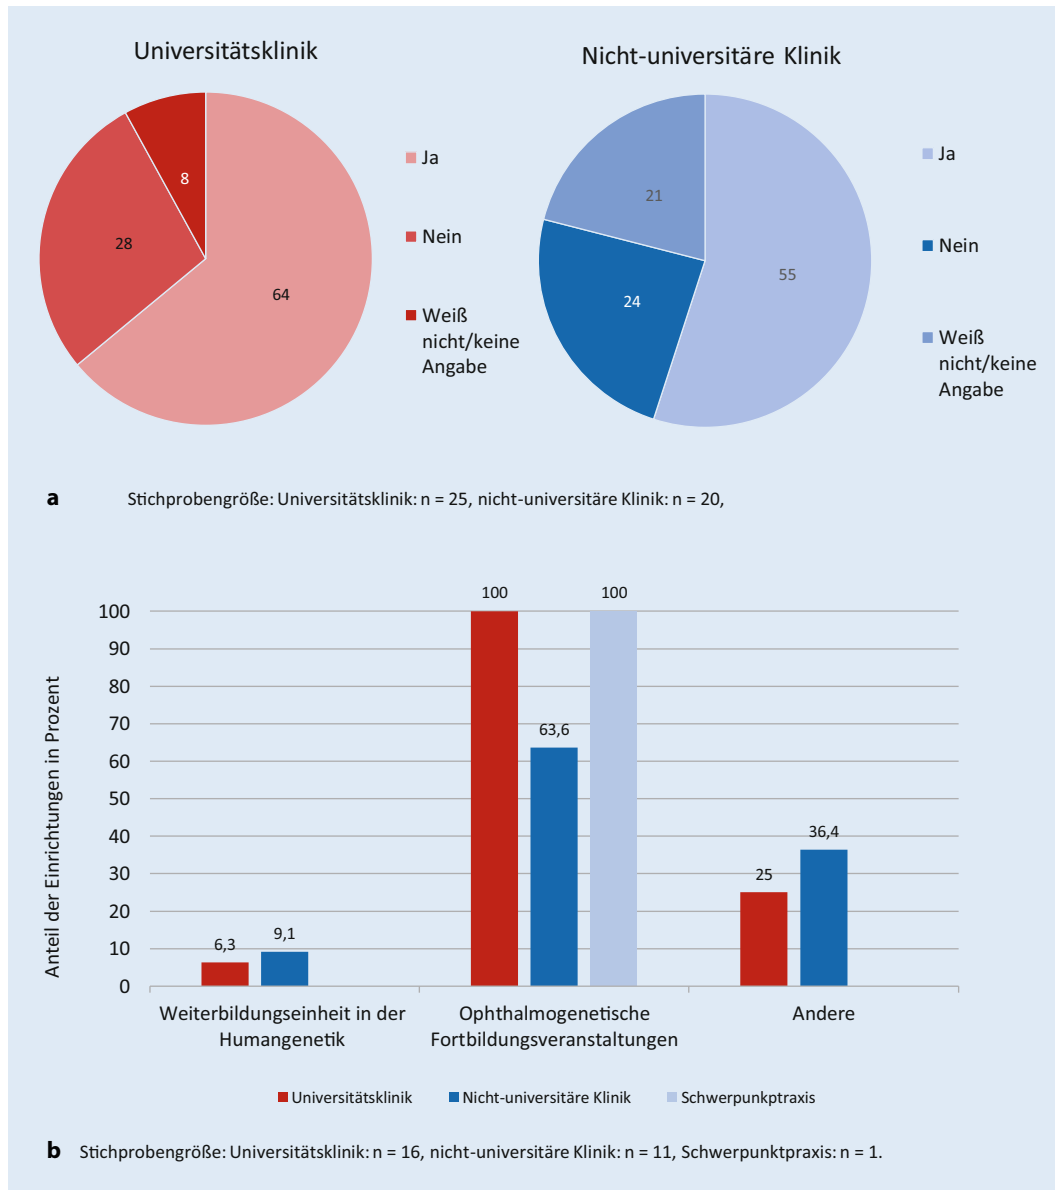 Universitätsklinik
8
28
64
Ja
Nein
Weiß
nicht/keine
Angabe
Nicht-universitäre Klinik
21
24
55
Ja
Nein
Weiß
nicht/keine
Angabe
a Stichprobengröße: Universitätsklinik: n = 25, nicht-universitäre Klinik: n = 20,
Anteil der Einrichtungen in Prozent
100
90
80
70
60
50
40
30
20
10
0
6,3
9,1
100
63,6
100
25
36,4
Weiterbildungseinheit in der
Humangenetik
Ophthalmogenetische
Fortbildungsveranstaltungen
Andere
Universitätsklinik
Nicht-universitäre Klinik
Schwerpunkptraxis
b Stichprobengröße: Universitätsklinik: n = 16, nicht-universitäre Klinik: n = 11, Schwerpunktpraxis: n = 1.